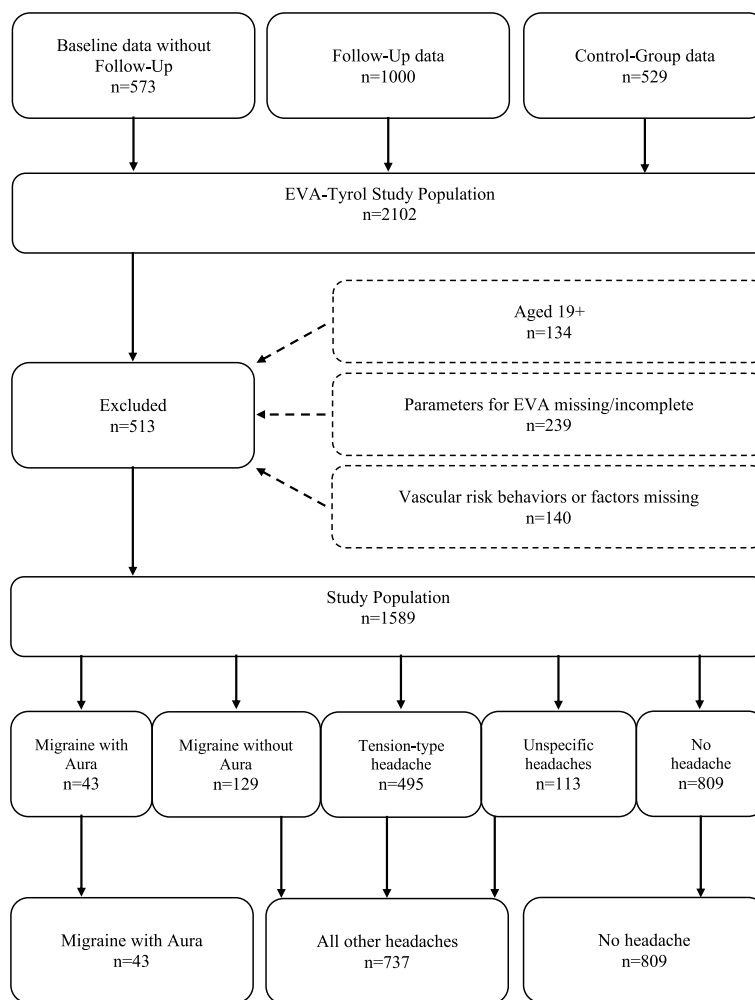 Baseline data without
Follow-Up
n=573
Follow-Up data
n=1000
Control-Group data
n=529
EVA-Tyrol Study Population
n=2102
Aged 19+
n=134
Excluded
n=513
Parameters for EVA missing/incomplete
n=239
Vascular risk behaviors or factors missing
n=140
Study Population
n=1589
Migraine with
Aura
n=43
Migraine without
Aura
n=129
Tension-type
headache
n=495
Unspecific
headaches
n=113
No
headache
n=809
Migraine with Aura
n=43
All other headaches
n=737
No headache
n=809